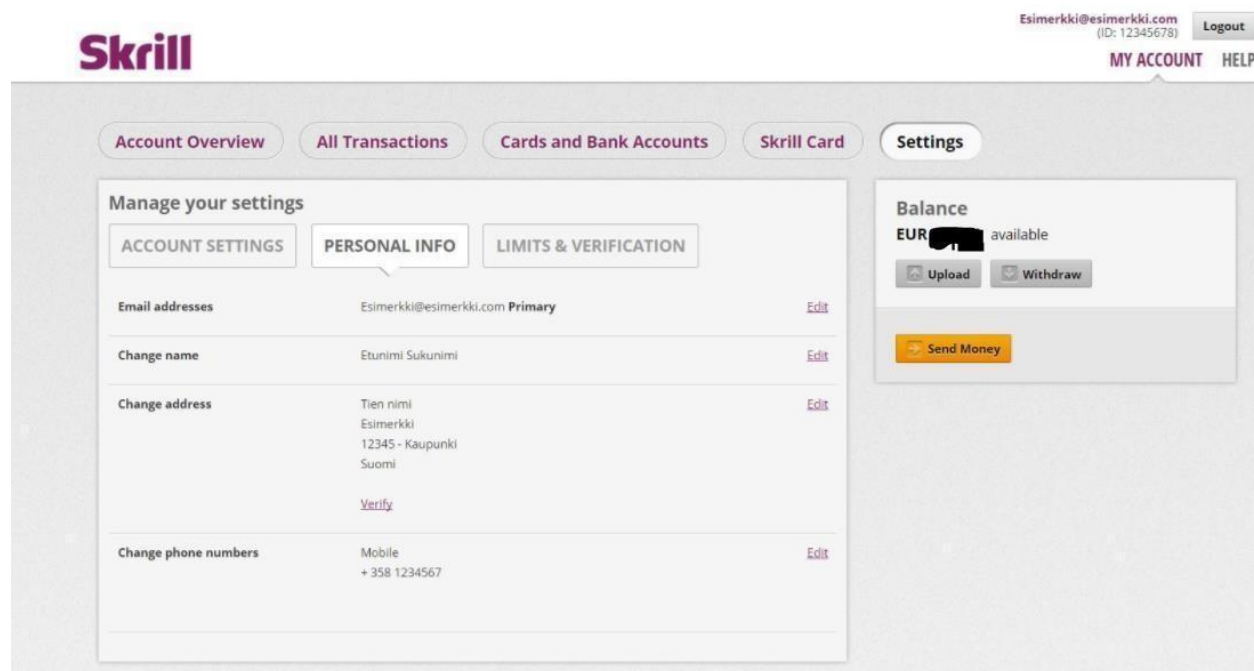 Esimerkki@esimerkki.com
(ID: 12345678)
Logout
Skrill
MY ACCOUNT HELP
Account Overview All Transactions Cards and Bank Accounts Skrill Card Settings
Manage your settings
ACCOUNT SETTINGS PERSONAL INFO LIMITS & VERIFICATION
Email addresses Esimerkki@esimerkki.com Primary Edit
Change name Etunimi Sukunimi Edit
Change address Tien nimi Edit
Esimerkki
12345 - Kaupunki
Suomi
Verify
Change phone numbers Mobile Edit
+ 358 1234567
Balance
EUR available
Upload Withdraw
Send Money